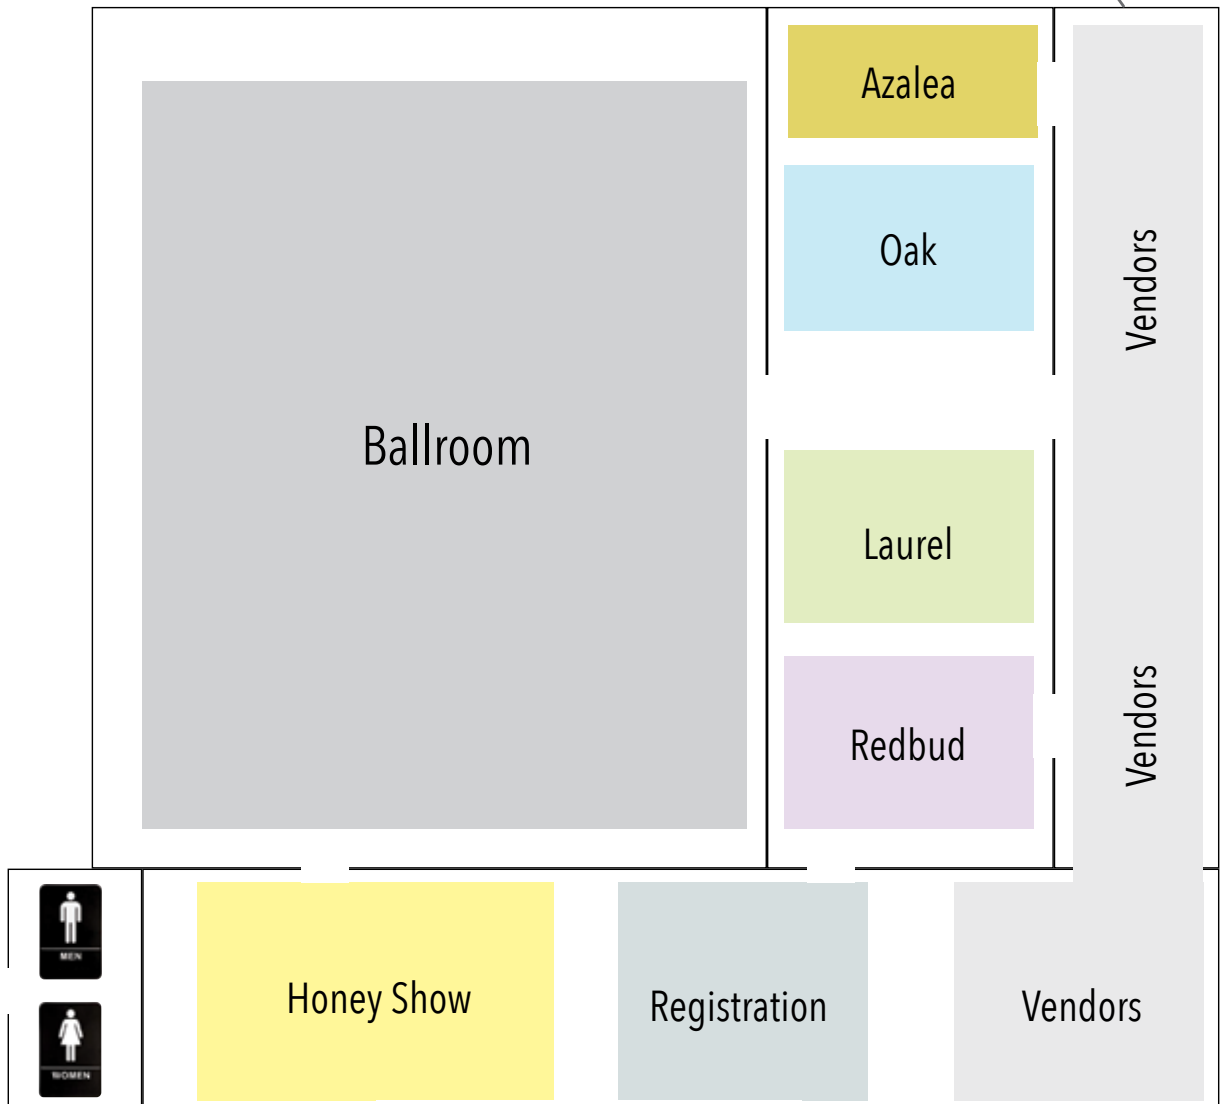 Azalea
Oak
Vendors
Ballroom
Laurel
Redbud
Vendors
MEN
Honey Show
Registration
Vendors
WOMEN